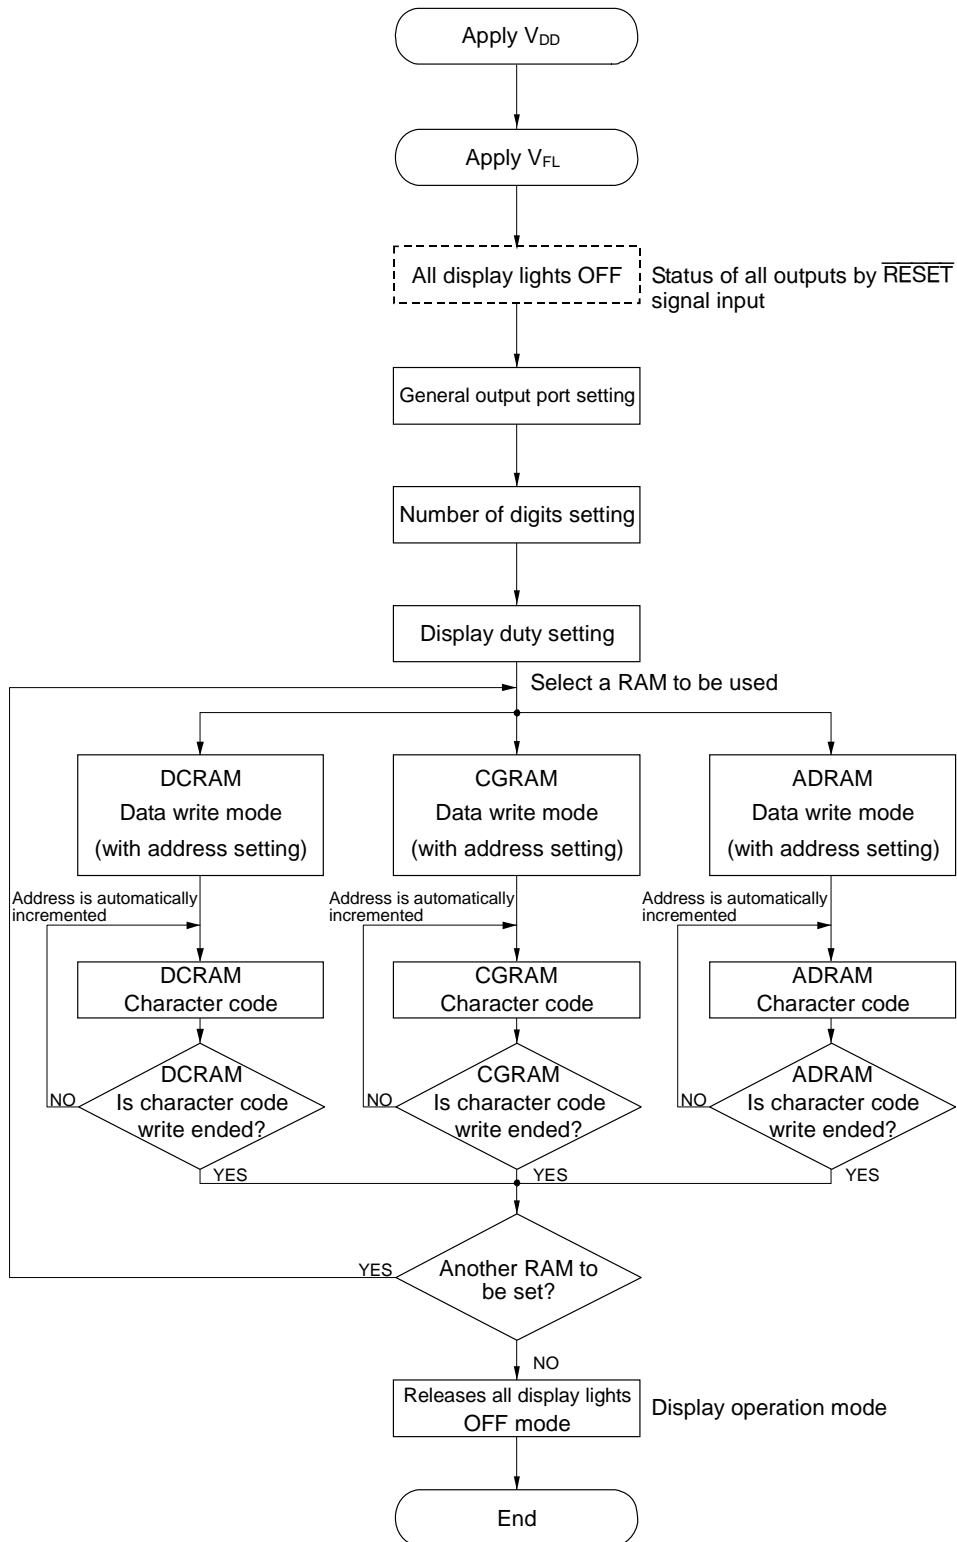 Apply VDD
Apply VFL
All display lights OFF
Status of all outputs by RESET
signal input
General output port setting
Number of digits setting
Display duty setting
Select a RAM to be used
DCRAM
Data write mode
(with address setting)
CGRAM
Data write mode
(with address setting)
ADRAM
Data write mode
(with address setting)
Address is automatically
incremented
Address is automatically
incremented
Address is automatically
incremented
DCRAM
Character code
CGRAM
Character code
ADRAM
Character code
DCRAM
Is character code
write ended?
NO
YES
CGRAM
Is character code
write ended?
NO
YES
ADRAM
Is character code
write ended?
NO
YES
Another RAM to
be set?
YES
NO
Releases all display lights
OFF mode
Display operation mode
End